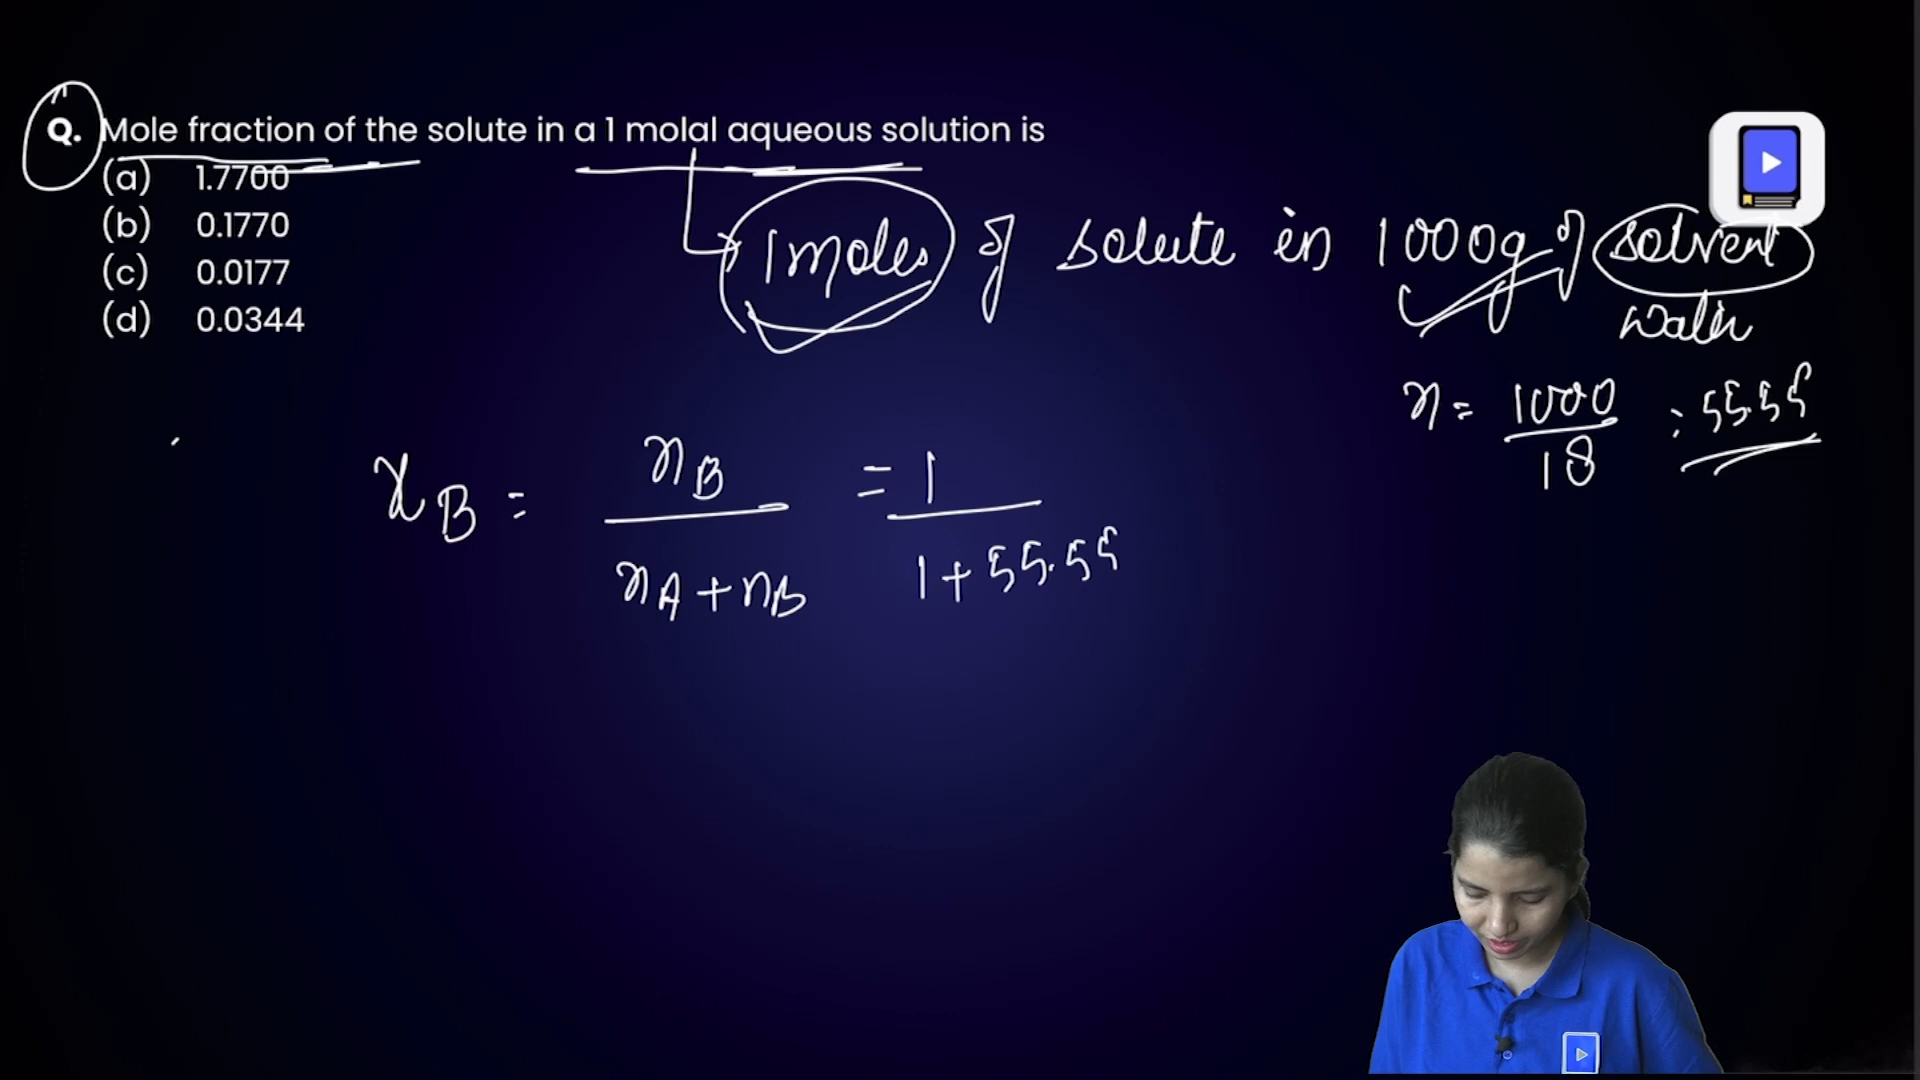 Q. Mole fraction of the solute in a 1 molal aqueous solution is
(a) 1.7700
(b) 0.1770
(c) 0.0177
(d) 0.0344
1 moles of solute in 1000g of solvent
water
n = 1000/18 = 55.55
xB = nB/(nA + nB) = 1/(1 + 55.55)